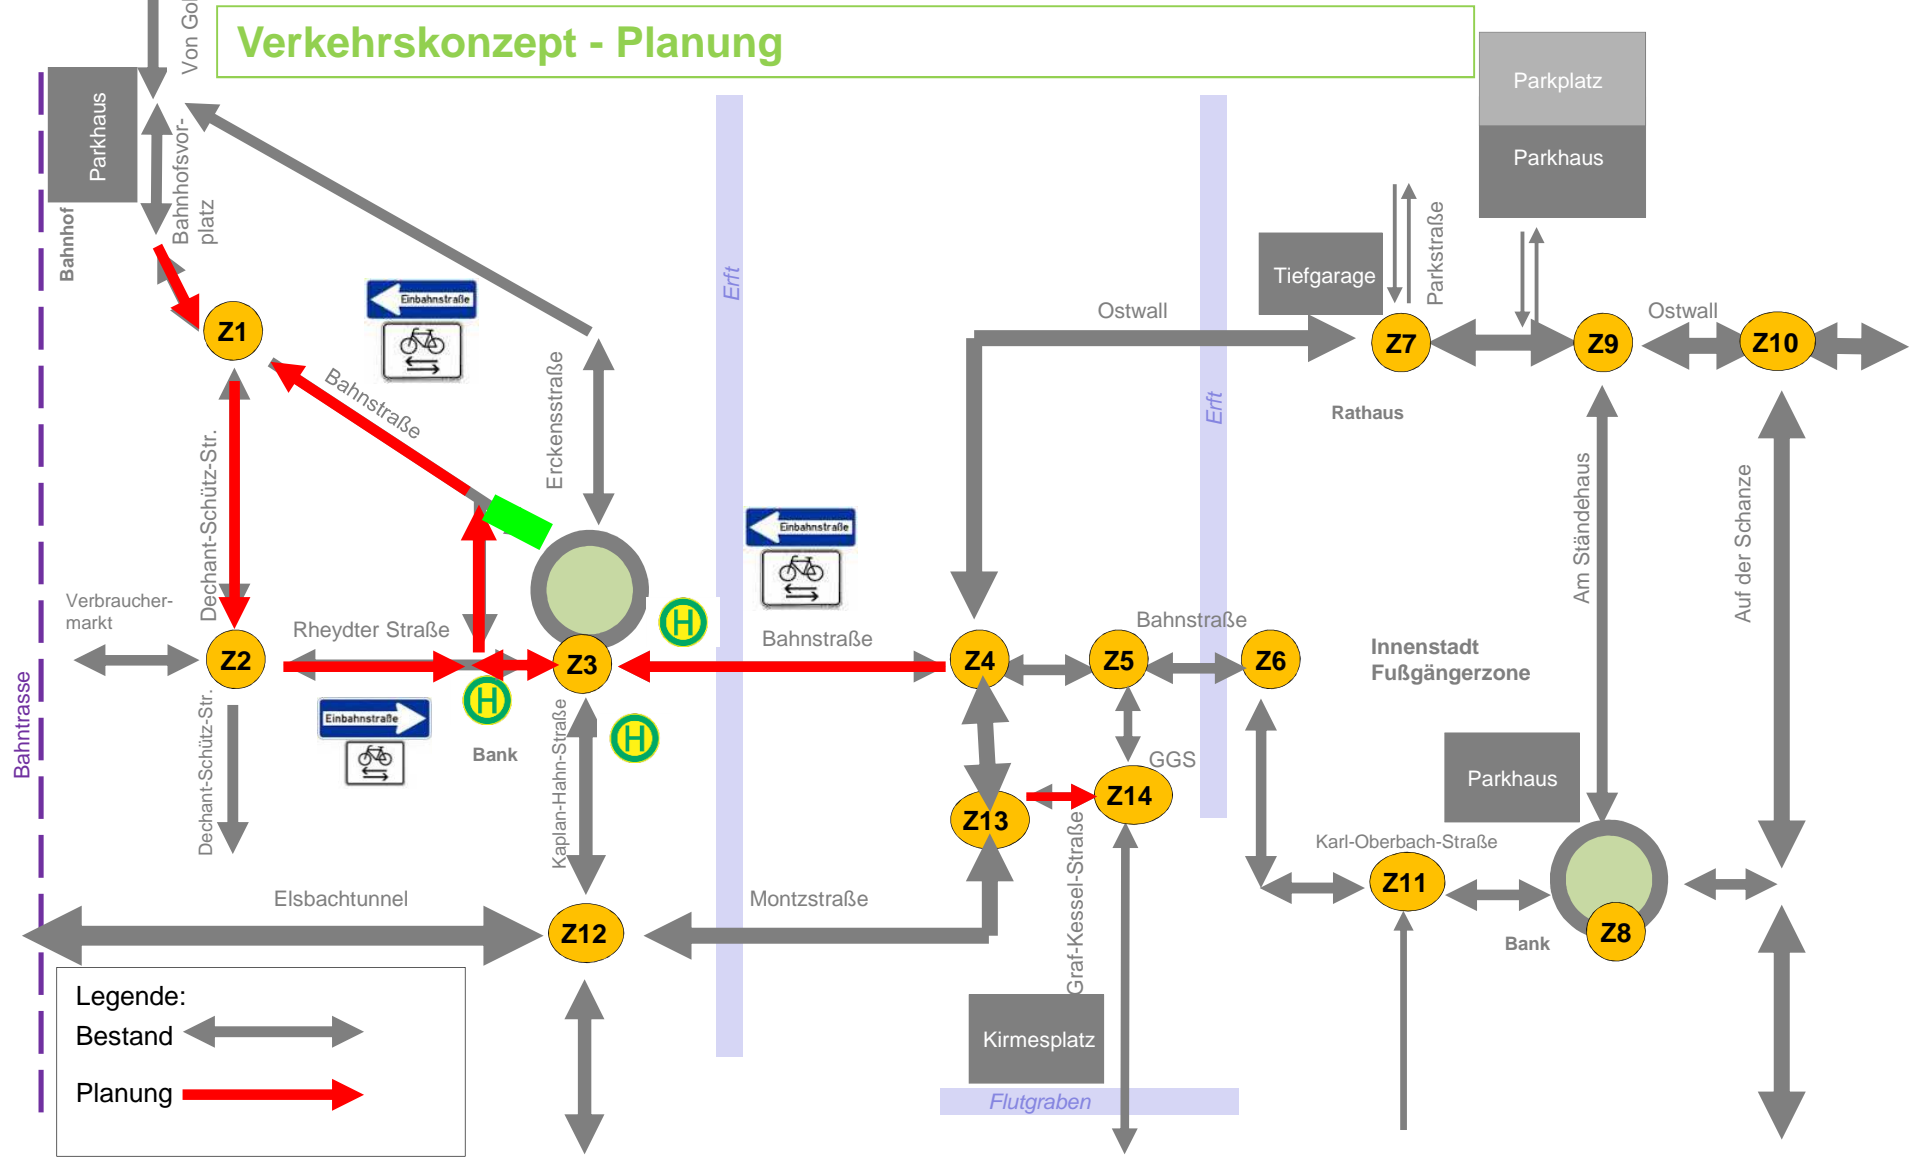 Verkehrskonzept - Planung
Von Gol
Parkhaus
Bahnhofsvor-
platz
Bahnhof
Parkplatz
Parkhaus
Tiefgarage
Parkstraße
Ostwall
Ostwall
Erft
Erft
Einbahnstraße
Z1
Z7
Z9
Z10
Rathaus
Bahnstraße
Erckensstraße
Dechant-Schütz-Str.
Am Ständehaus
Auf der Schanze
Einbahnstraße
Verbraucher-
markt
Rheydter Straße
H
Bahnstraße
Bahnstraße
Z2
Z3
Z4
Z5
Z6
Innenstadt
Fußgängerzone
Einbahnstraße
H
H
Bank
Kaplan-Hahn-Straße
Dechant-Schütz-Str.
Bahntrasse
GGS
Z13
Z14
Graf-Kessel-Straße
Parkhaus
Karl-Oberbach-Straße
Z11
Bank
Z8
Elsbachtunnel
Z12
Montzstraße
Kirmesplatz
Flutgraben
Legende:
Bestand
Planung